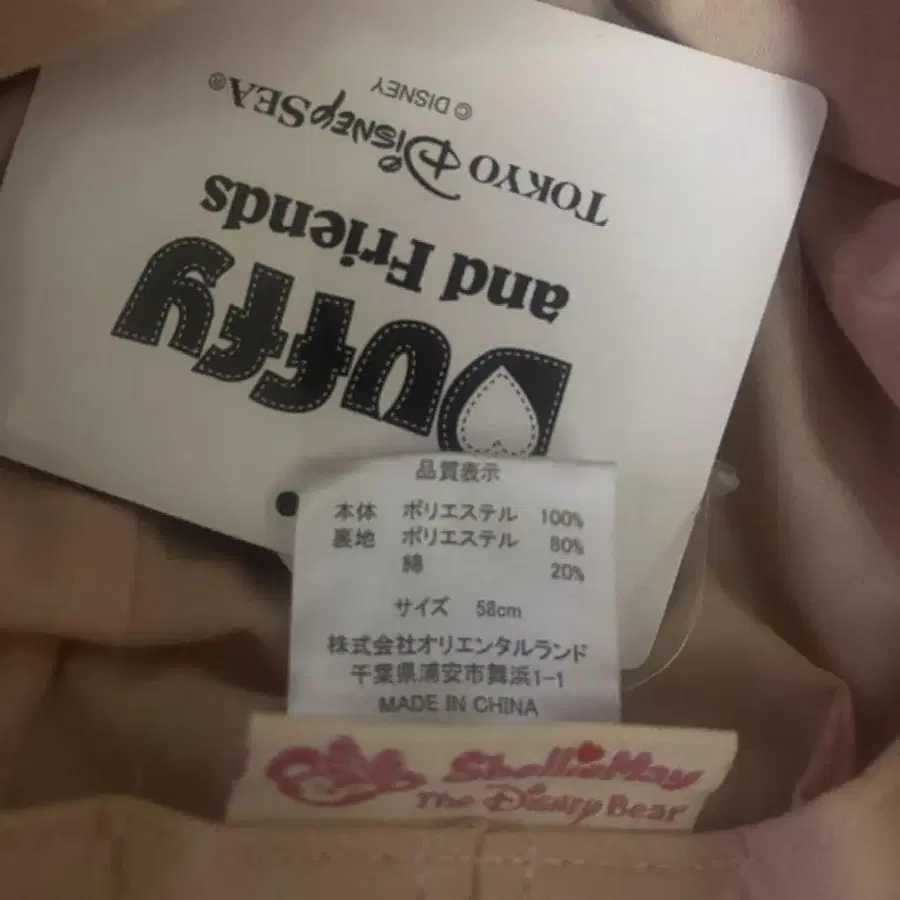 Duffy
and Friends
TOKYO DISNEYSEA®
© DISNEY
品質表示
本体 ポリエステル 100%
裏地 ポリエステル 80%
綿 20%
サイズ 58cm
株式会社オリエンタルランド
千葉県浦安市舞浜1-1
MADE IN CHINA
ShellieMay
The Disney Bear